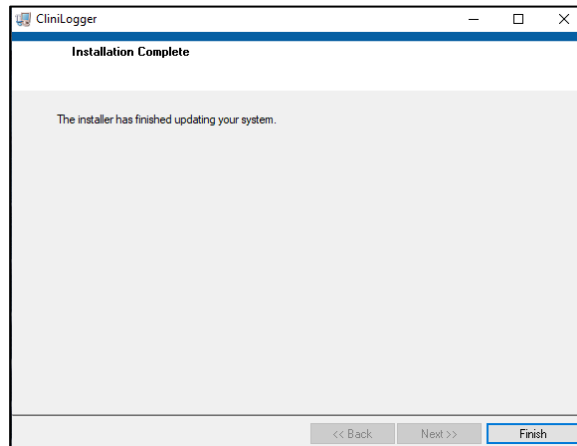 CliniLogger
Installation Complete
The installer has finished updating your system.
<< Back Next >> Finish